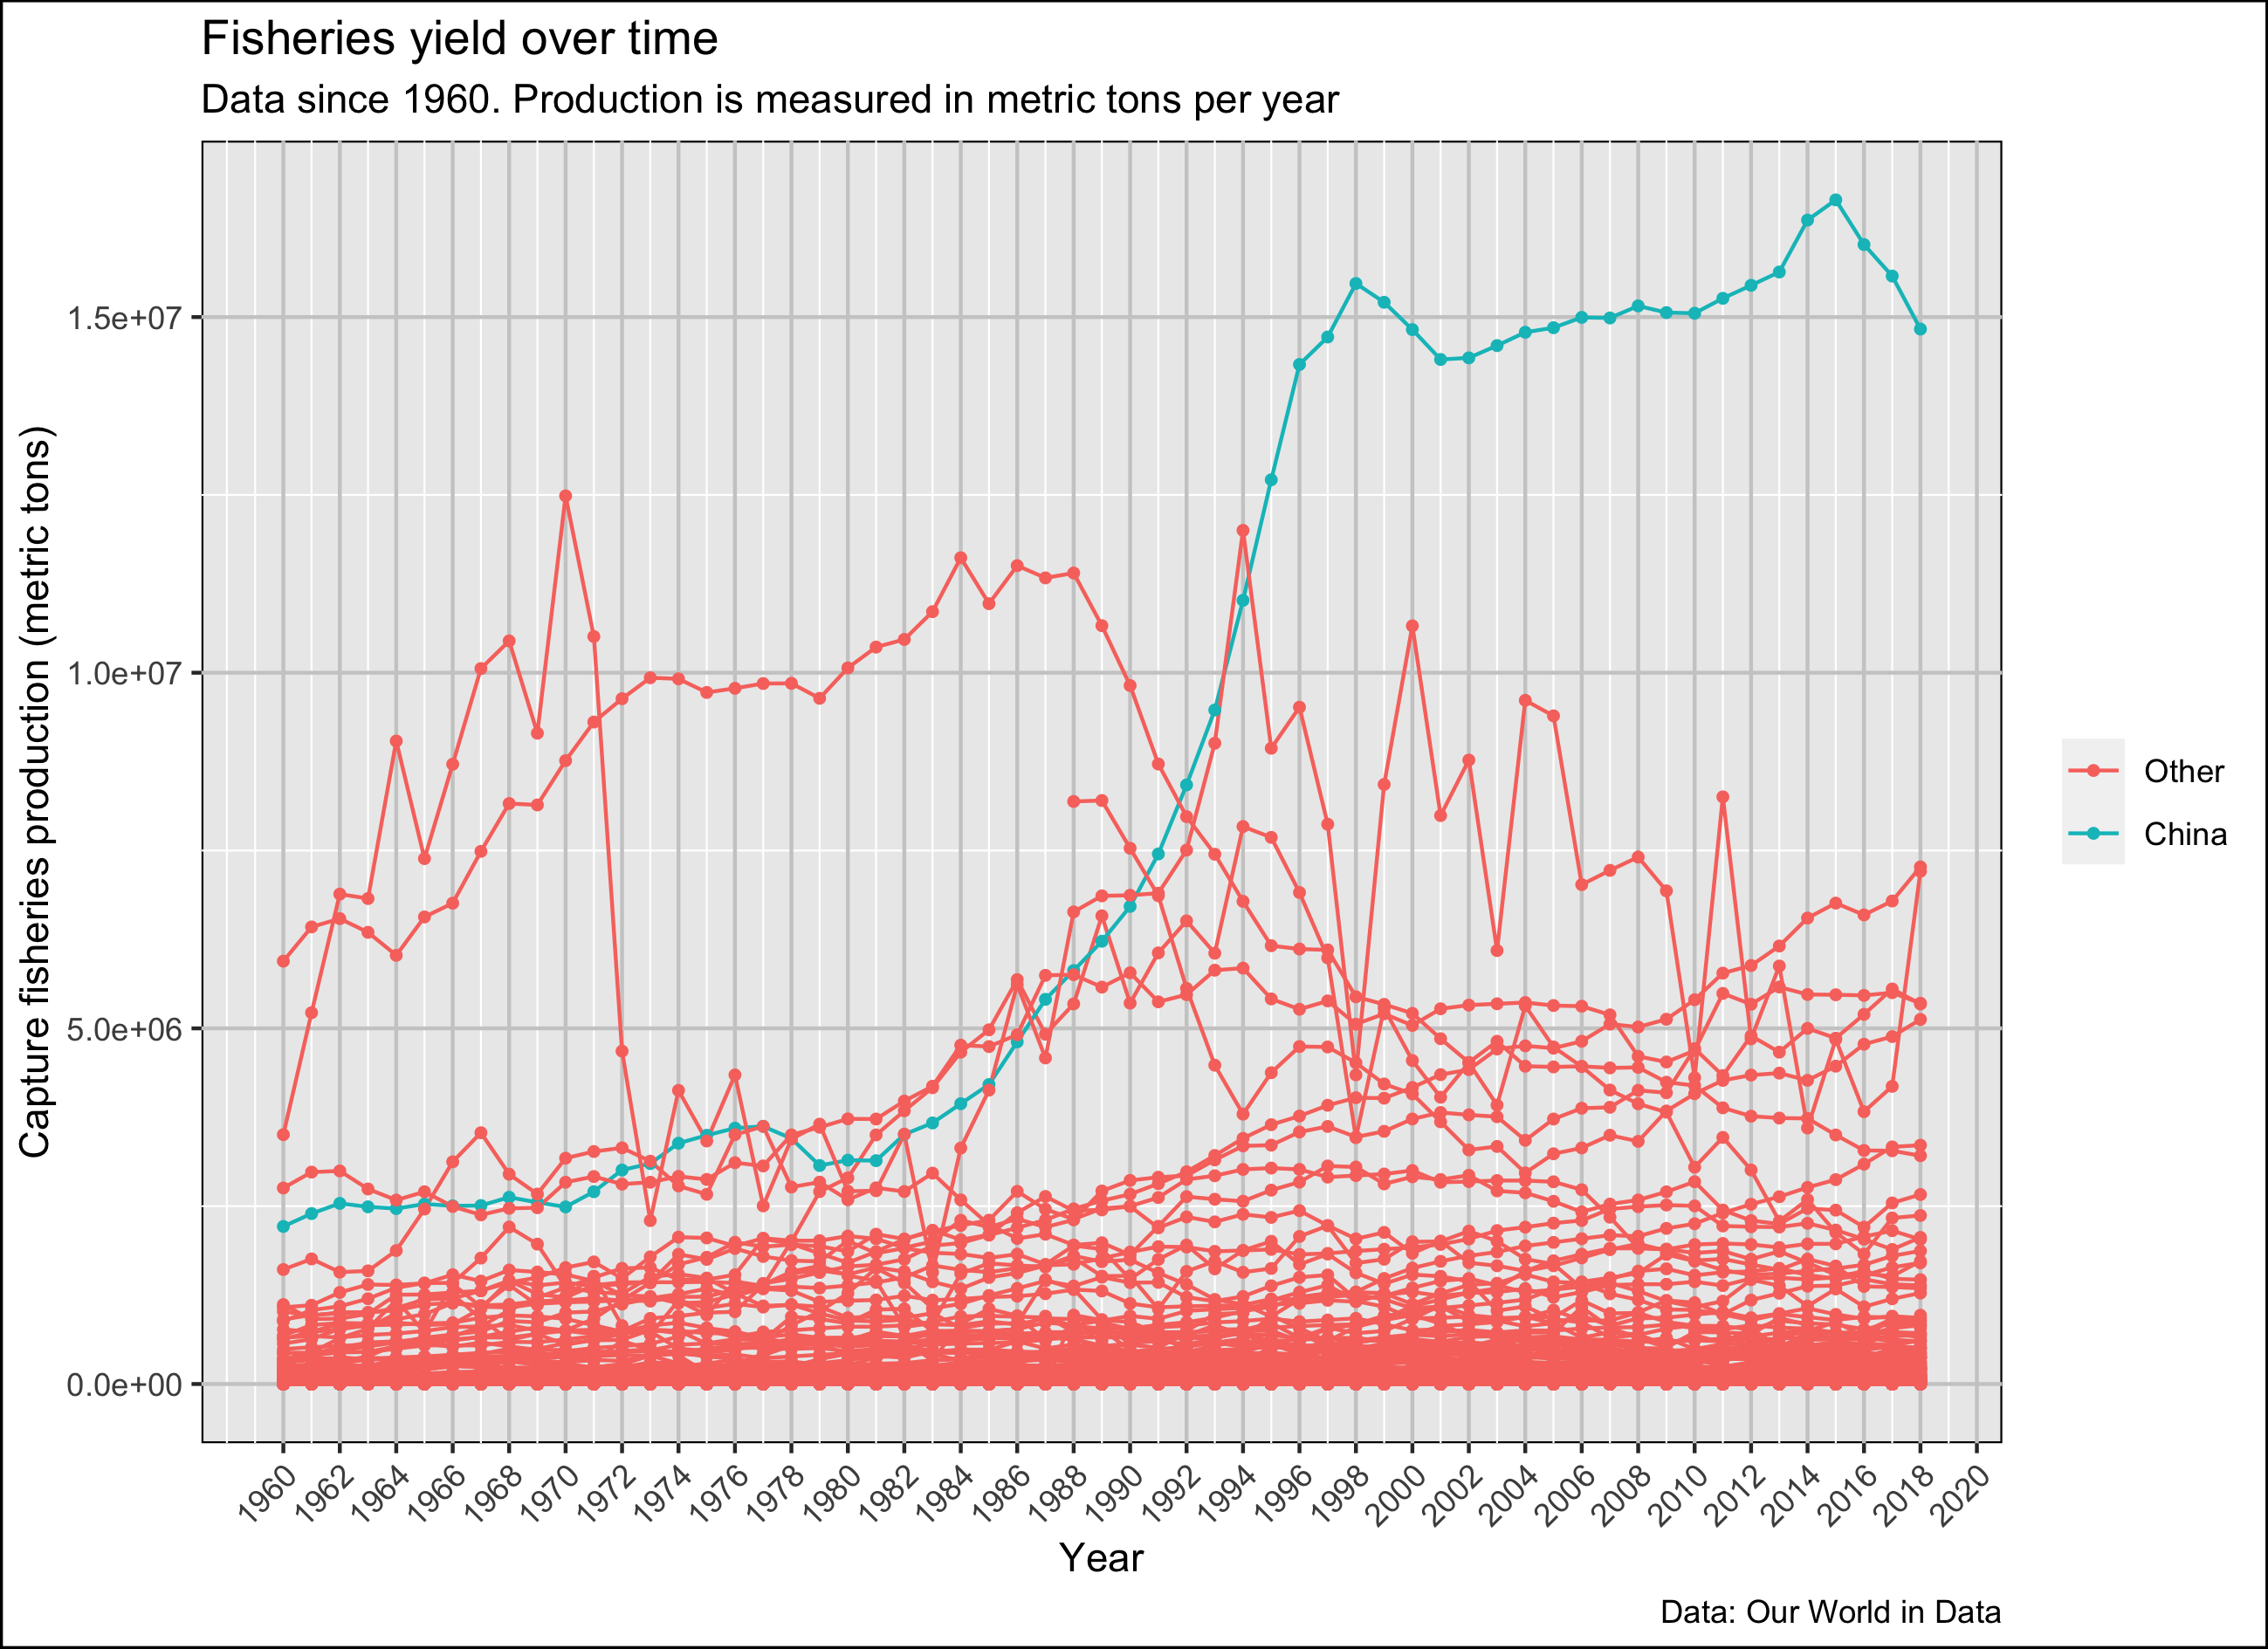 Fisheries yield over time
Data since 1960. Production is measured in metric tons per year
Capture fisheries production (metric tons)
1.5e+07
1.0e+07
5.0e+06
0.0e+00
Other
China
1960
1962
1964
1966
1968
1970
1972
1974
1976
1978
1980
1982
1984
1986
1988
1990
1992
1994
1996
1998
2000
2002
2004
2006
2008
2010
2012
2014
2016
2018
2020
Year
Data: Our World in Data